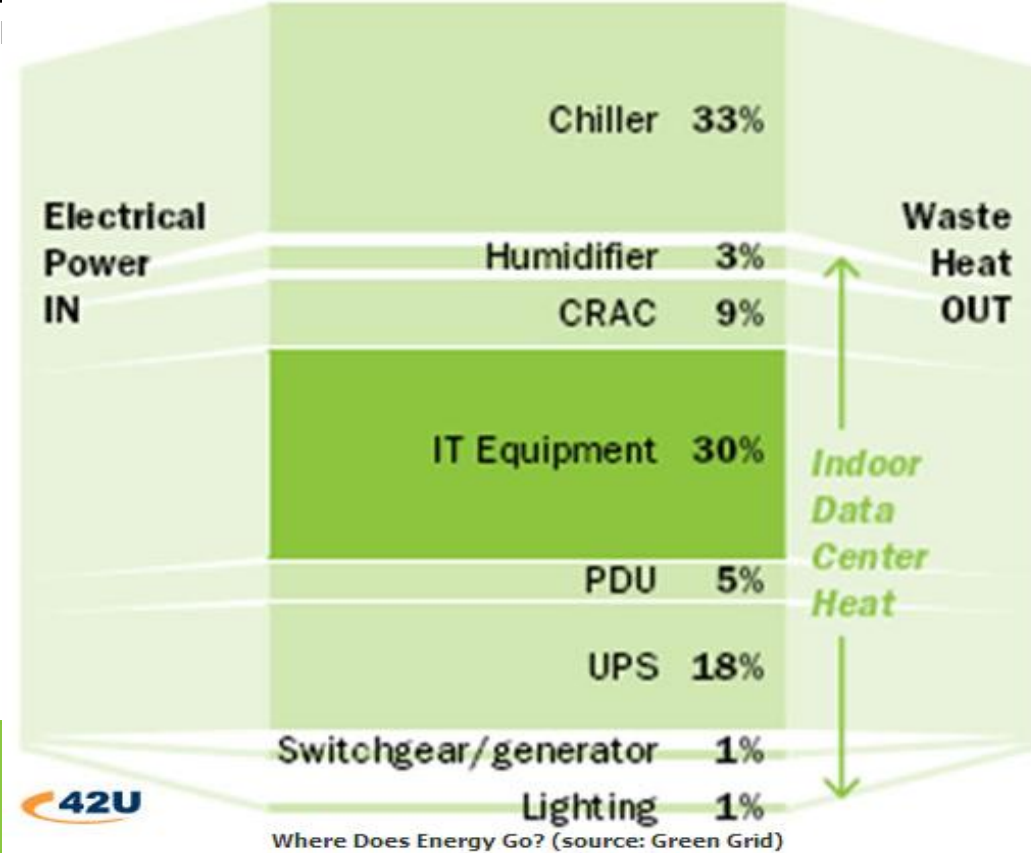 Chiller 33%
Electrical
Power
IN
Waste
Heat
OUT
Humidifier 3%
CRAC 9%
IT Equipment 30%
Indoor
Data
Center
Heat
PDU 5%
UPS 18%
Switchgear/generator 1%
Lighting 1%
42U
Where Does Energy Go? (source: Green Grid)